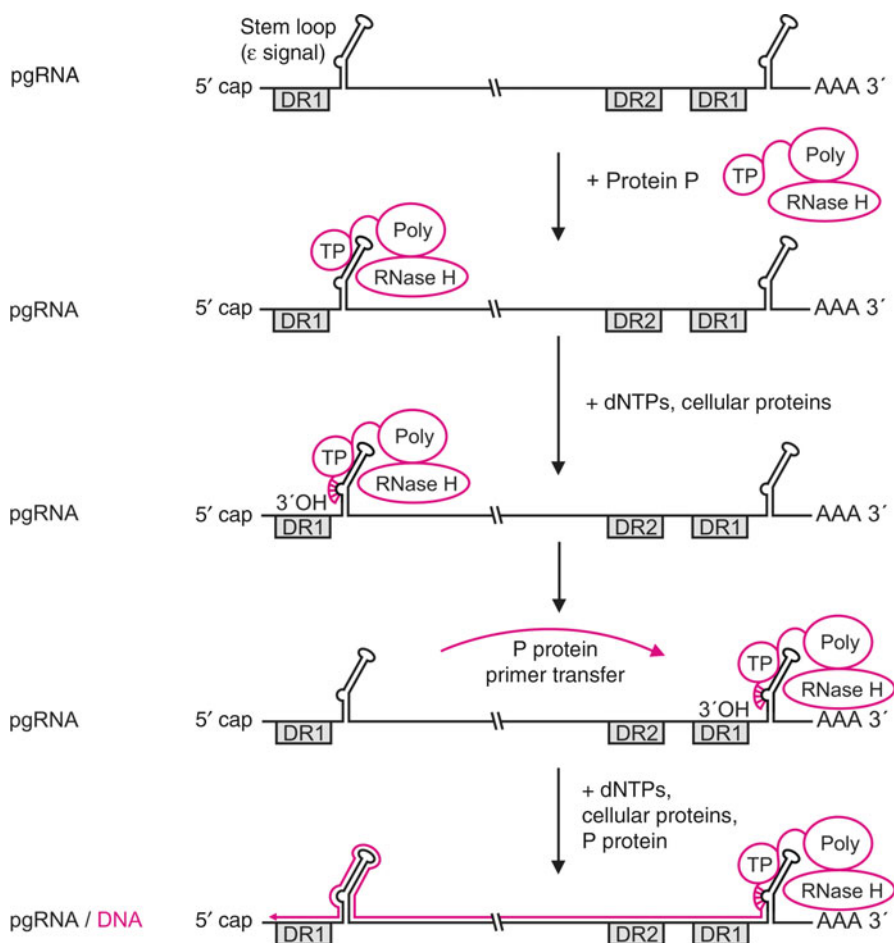 Stem loop
(ε signal)
pgRNA
5′ cap
AAA 3′
DR1
DR2
DR1
+ Protein P
TP
Poly
RNase H
TP
Poly
RNase H
pgRNA
5′ cap
AAA 3′
DR1
DR2
DR1
+ dNTPs, cellular proteins
TP
Poly
RNase H
3′OH
pgRNA
5′ cap
AAA 3′
DR1
DR2
DR1
P protein
primer transfer
TP
Poly
RNase H
3′OH
pgRNA
5′ cap
AAA 3′
DR1
DR2
DR1
+ dNTPs,
cellular proteins,
P protein
TP
Poly
RNase H
pgRNA / DNA
5′ cap
AAA 3′
DR1
DR2
DR1